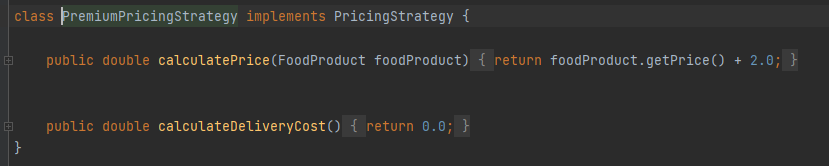 class PremiumPricingStrategy implements PricingStrategy {
public double calculatePrice(FoodProduct foodProduct) { return foodProduct.getPrice() + 2.0; }
public double calculateDeliveryCost() { return 0.0; }
}